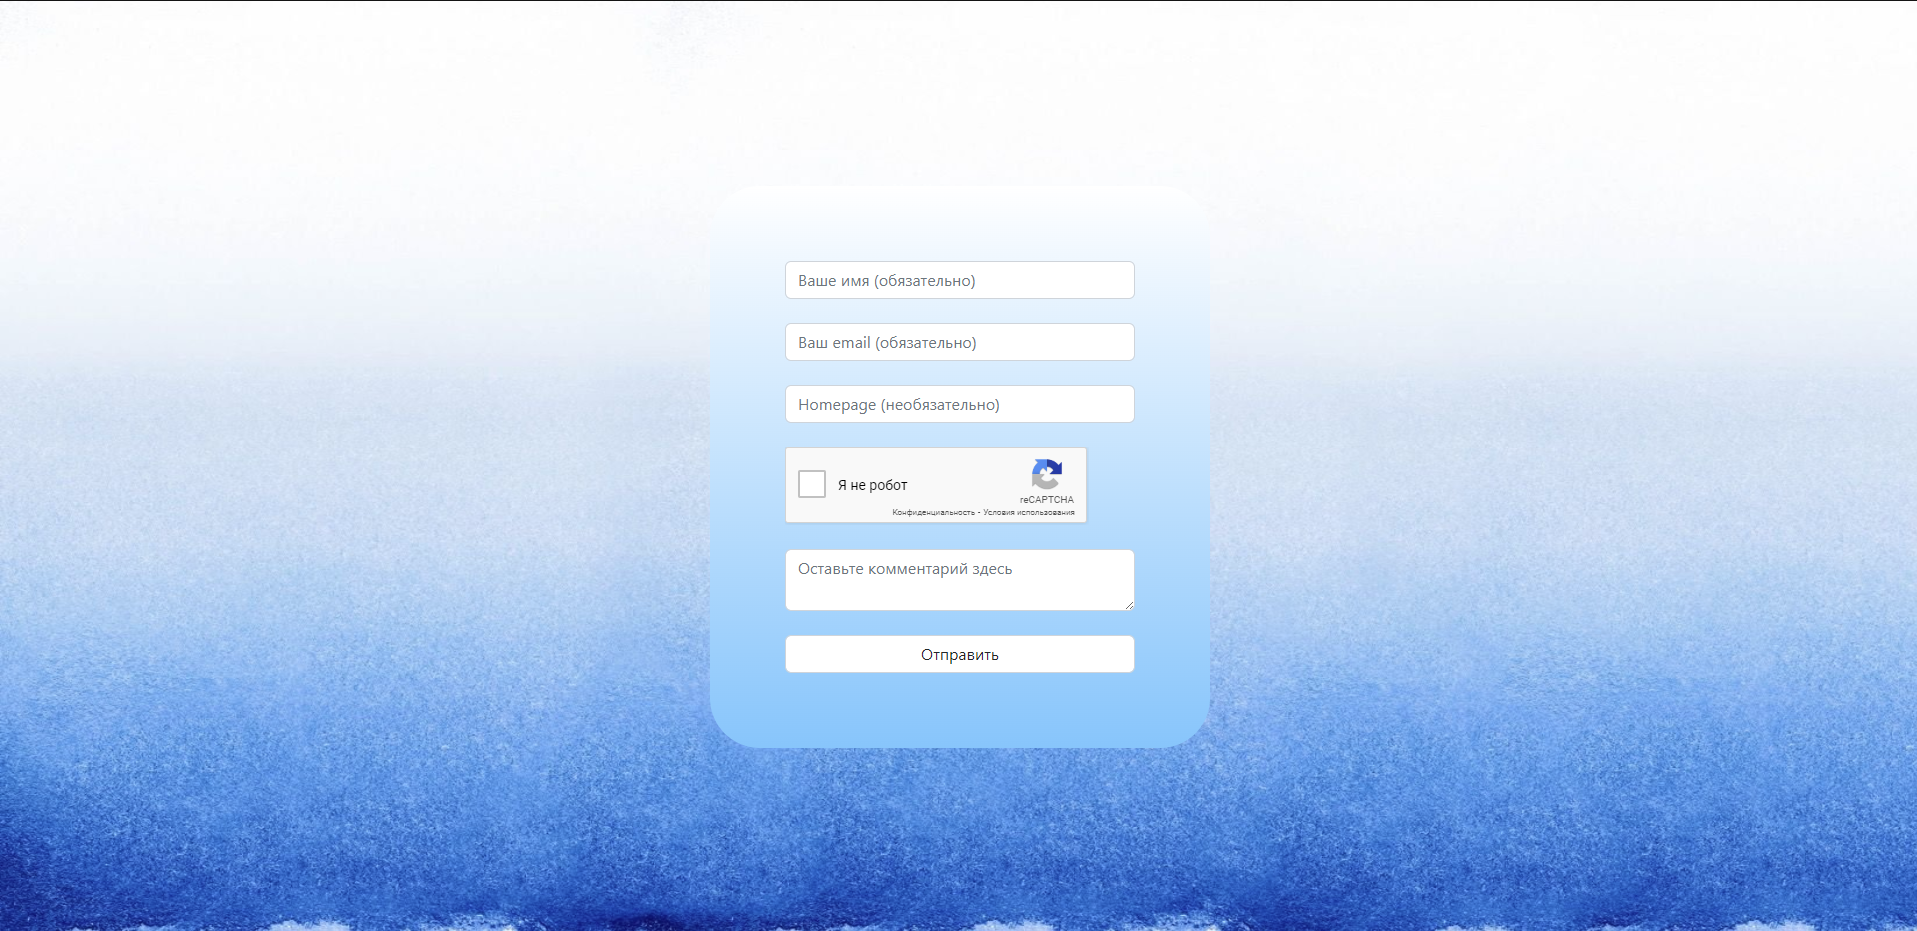 Ваше имя (обязательно)
Ваш email (обязательно)
Homepage (необязательно)
Я не робот
reCAPTCHA
Конфиденциальность - Условия использования
Оставьте комментарий здесь
Отправить